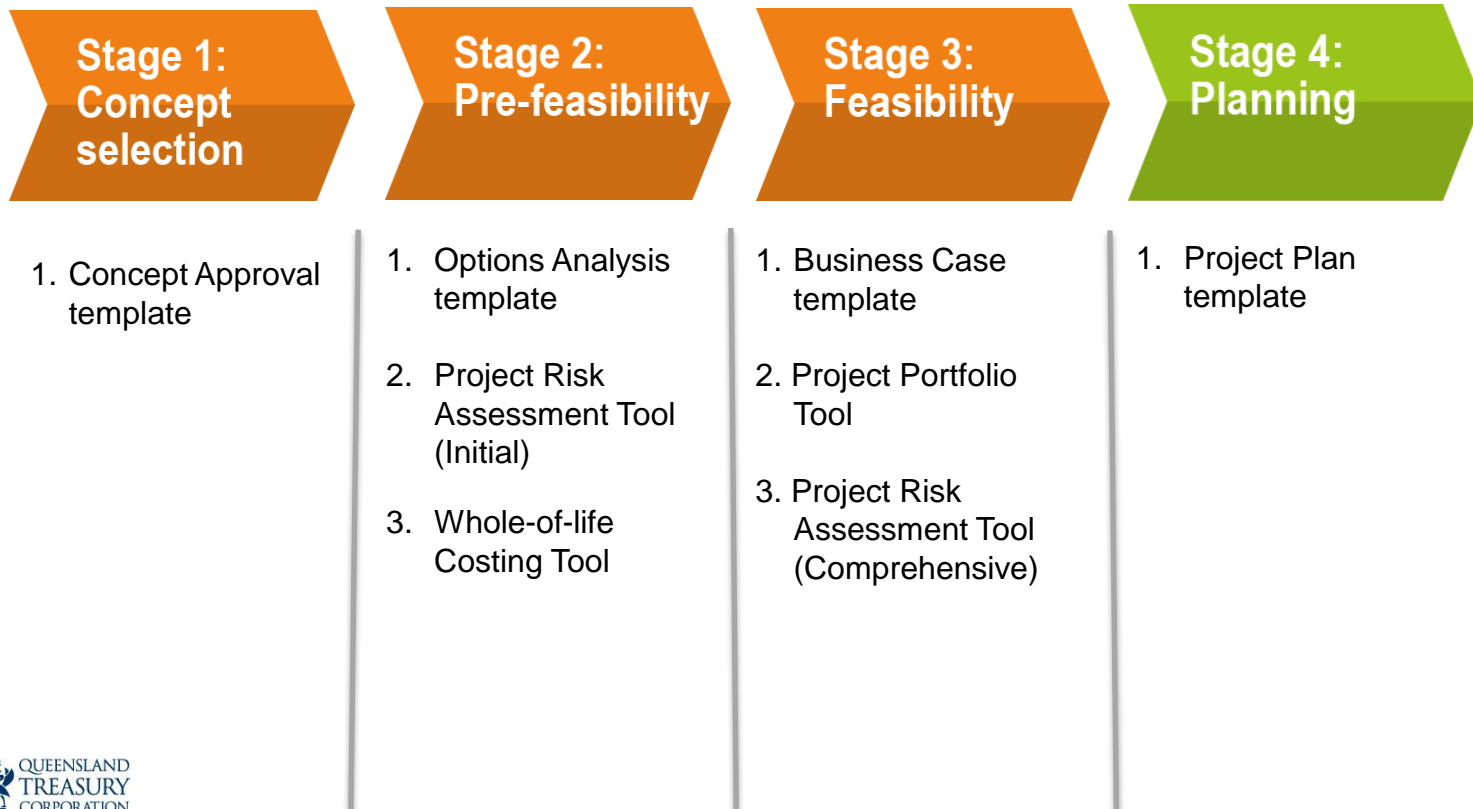 Stage 1:
Concept
selection
Stage 2:
Pre-feasibility
Stage 3:
Feasibility
Stage 4:
Planning
1. Concept Approval
template
1. Options Analysis
template
2. Project Risk
Assessment Tool
(Initial)
3. Whole-of-life
Costing Tool
1. Business Case
template
2. Project Portfolio
Tool
3. Project Risk
Assessment Tool
(Comprehensive)
1. Project Plan
template
QUEENSLAND
TREASURY
CORPORATION